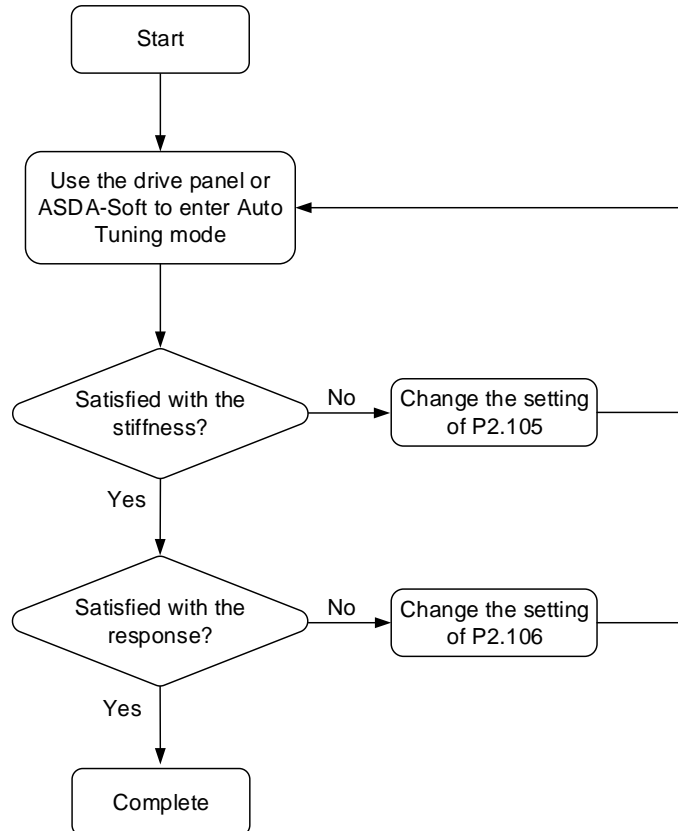 Start
Use the drive panel or
ASDA-Soft to enter Auto
Tuning mode
Satisfied with the
stiffness?
No
Change the setting
of P2.105
Yes
Satisfied with the
response?
No
Change the setting
of P2.106
Yes
Complete